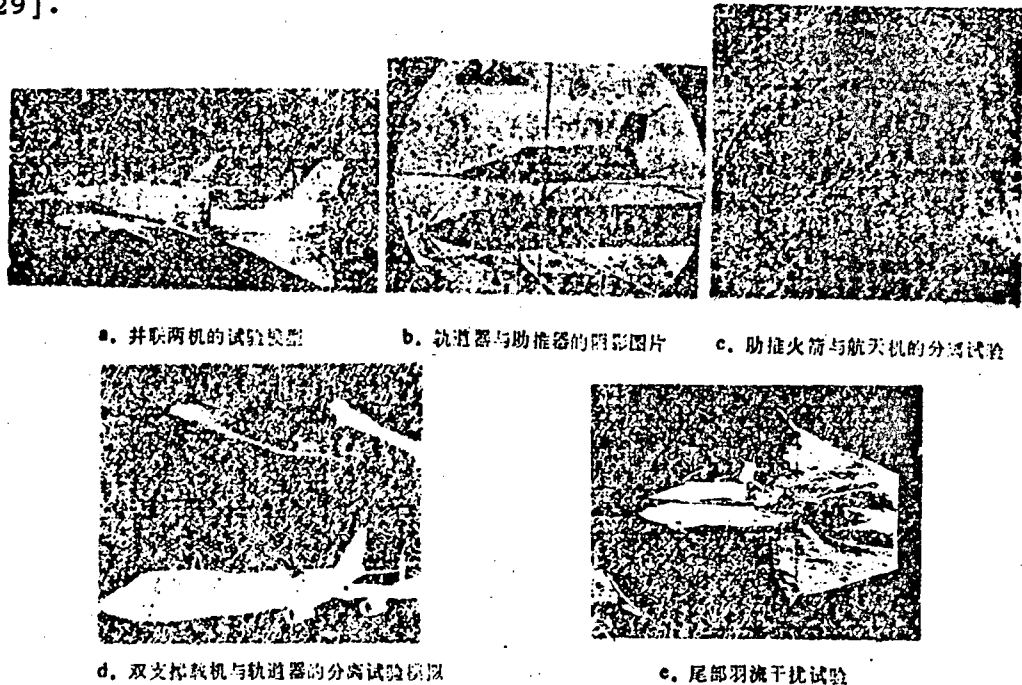 29].
a. 并联两机的试验模型
b. 轨道器与助推器的阴影图片
c. 助推火箭与航天机的分离试验
d. 双支撑载机与轨道器的分离试验模拟
e. 尾部羽流干扰试验